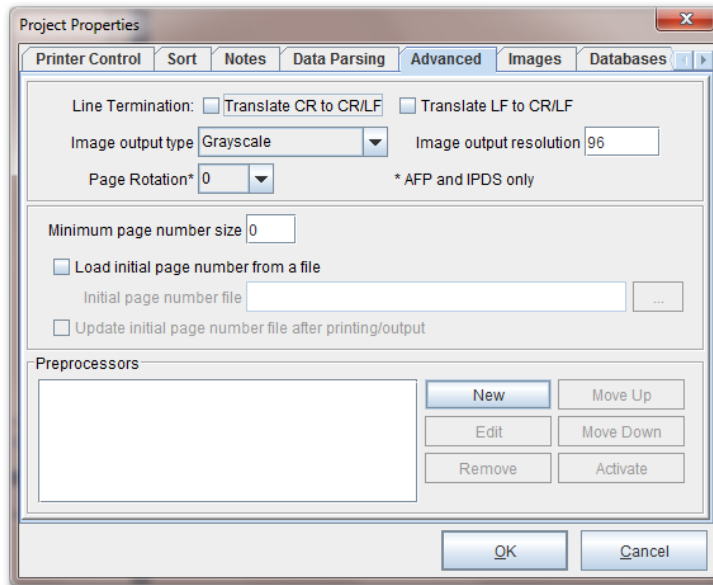 Project Properties
Printer Control Sort Notes Data Parsing Advanced Images Databases
Line Termination: Translate CR to CR/LF Translate LF to CR/LF
Image output type Grayscale Image output resolution 96
Page Rotation* 0 * AFP and IPDS only
Minimum page number size 0
Load initial page number from a file
Initial page number file ...
Update initial page number file after printing/output
Preprocessors
New Move Up
Edit Move Down
Remove Activate
OK Cancel